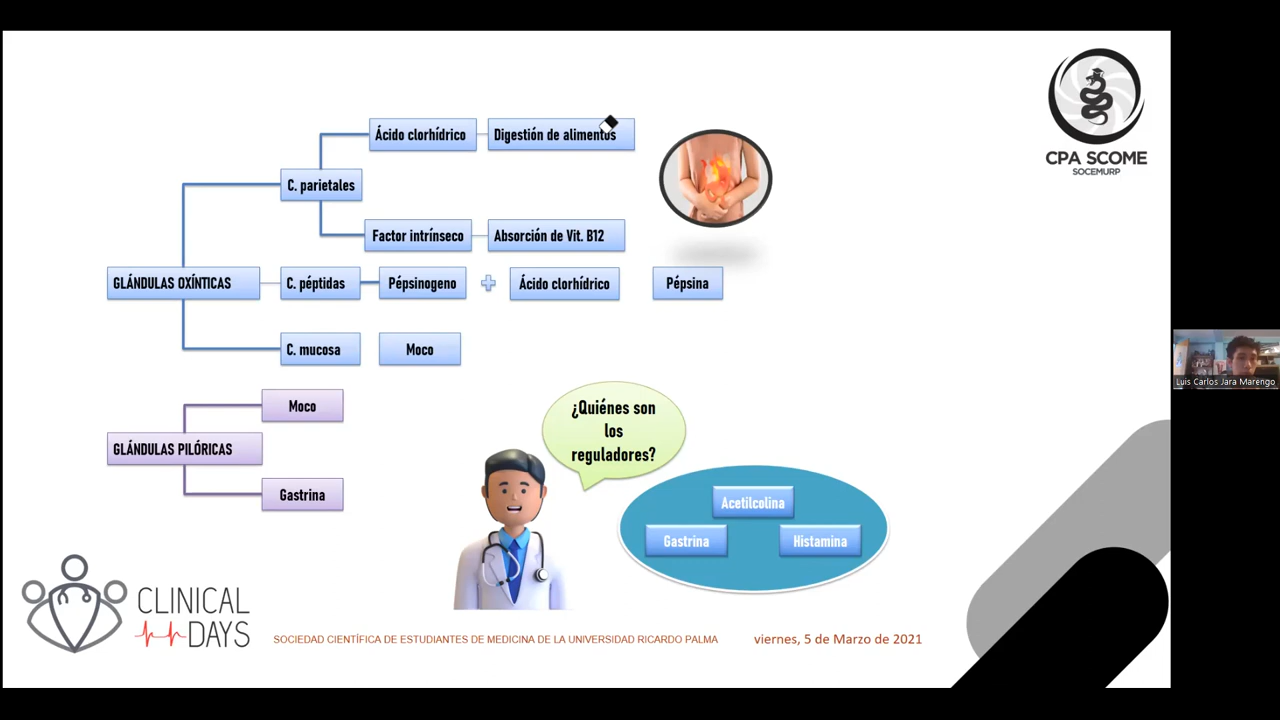 CPA SCOME
SOCEMURP
Ácido clorhídrico
Digestión de alimentos
C. parietales
Factor intrínseco
Absorción de Vit. B12
GLÁNDULAS OXÍNTICAS
C. péptidas
Pépsinogeno
Ácido clorhídrico
Pépsina
C. mucosa
Moco
GLÁNDULAS PILÓRICAS
Moco
Gastrina
¿Quiénes son
los
reguladores?
Acetilcolina
Gastrina
Histamina
CLINICAL
DAYS
SOCIEDAD CIENTÍFICA DE ESTUDIANTES DE MEDICINA DE LA UNIVERSIDAD RICARDO PALMA
viernes, 5 de Marzo de 2021
Luis Carlos Jara Marengo